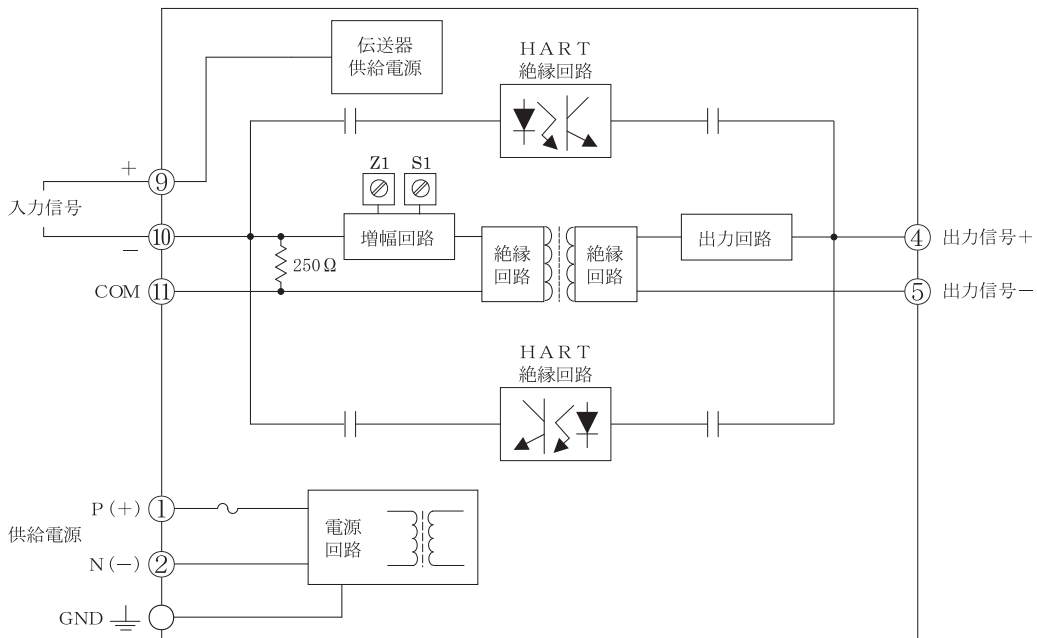 伝送器
供給電源
HART
絶縁回路
Z1
S1
+
⑨
入力信号
⑩
−
増幅回路
250Ω
絶縁
回路
絶縁
回路
出力回路
④
出力信号+
COM
⑪
⑤
出力信号−
HART
絶縁回路
P(+)
①
供給電源
N(−)
②
電源
回路
GND